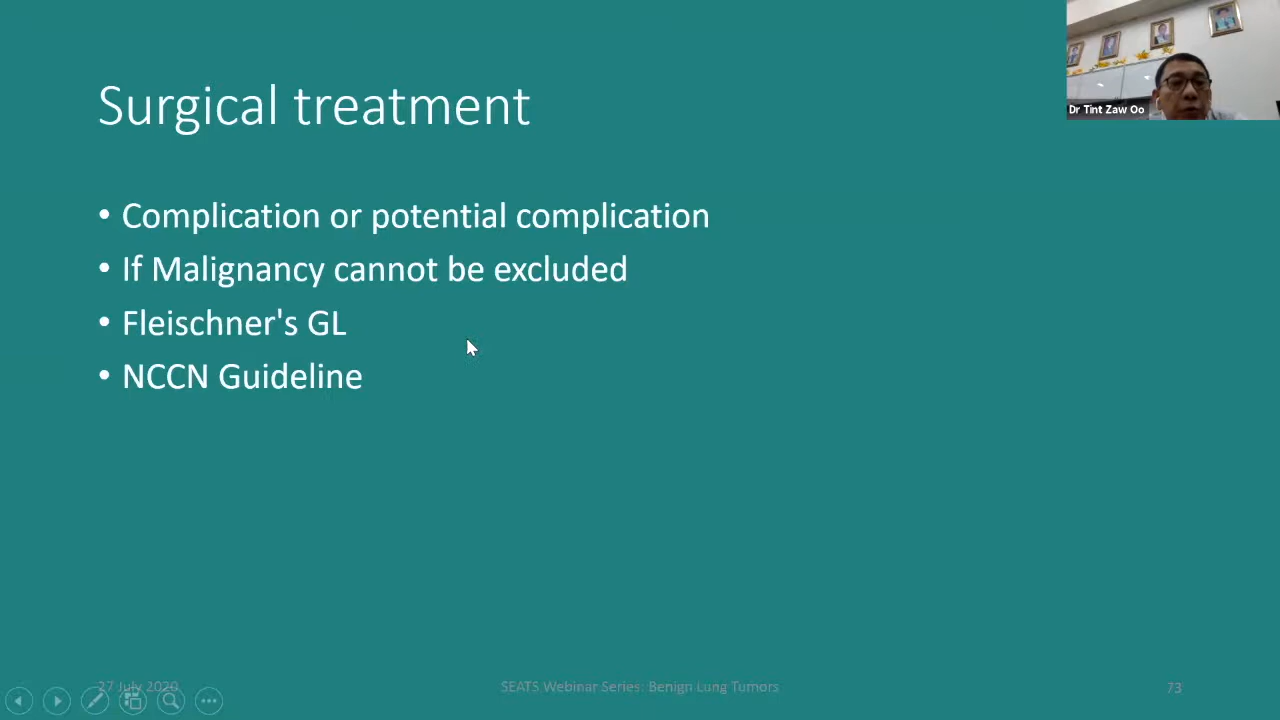 Dr Tint Zaw Oo
Surgical treatment
• Complication or potential complication
• If Malignancy cannot be excluded
• Fleischner's GL
• NCCN Guideline
27 July 2020
SEATS Webinar Series: Benign Lung Tumors
73